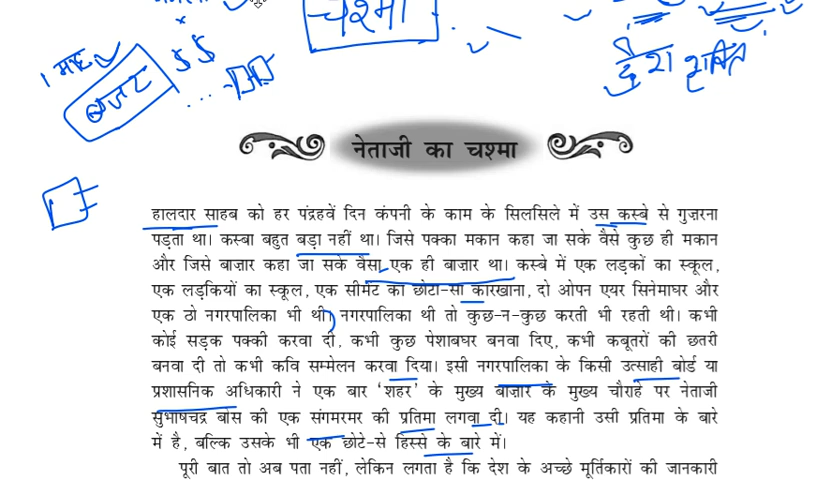 चश्मा
1 माह
बजट
देश भक्ति
नेताजी का चश्मा
हालदार साहब को हर पंद्रहवें दिन कंपनी के काम के सिलसिले में उस कस्बे से गुज़रना
पड़ता था। कस्बा बहुत बड़ा नहीं था। जिसे पक्का मकान कहा जा सके वैसे कुछ ही मकान
और जिसे बाज़ार कहा जा सके वैसा एक ही बाज़ार था। कस्बे में एक लड़कों का स्कूल,
एक लड़कियों का स्कूल, एक सीमेंट का छोटा-सा कारखाना, दो ओपन एयर सिनेमाघर और
एक ठो नगरपालिका भी थी। नगरपालिका थी तो कुछ-न-कुछ करती भी रहती थी। कभी
कोई सड़क पक्की करवा दी, कभी कुछ पेशाबघर बनवा दिए, कभी कबूतरों की छतरी
बनवा दी तो कभी कवि सम्मेलन करवा दिया। इसी नगरपालिका के किसी उत्साही बोर्ड या
प्रशासनिक अधिकारी ने एक बार 'शहर' के मुख्य बाज़ार के मुख्य चौराहे पर नेताजी
सुभाषचंद्र बोस की एक संगमरमर की प्रतिमा लगवा दी। यह कहानी उसी प्रतिमा के बारे
में है, बल्कि उसके भी एक छोटे-से हिस्से के बारे में।
पूरी बात तो अब पता नहीं, लेकिन लगता है कि देश के अच्छे मूर्तिकारों की जानकारी